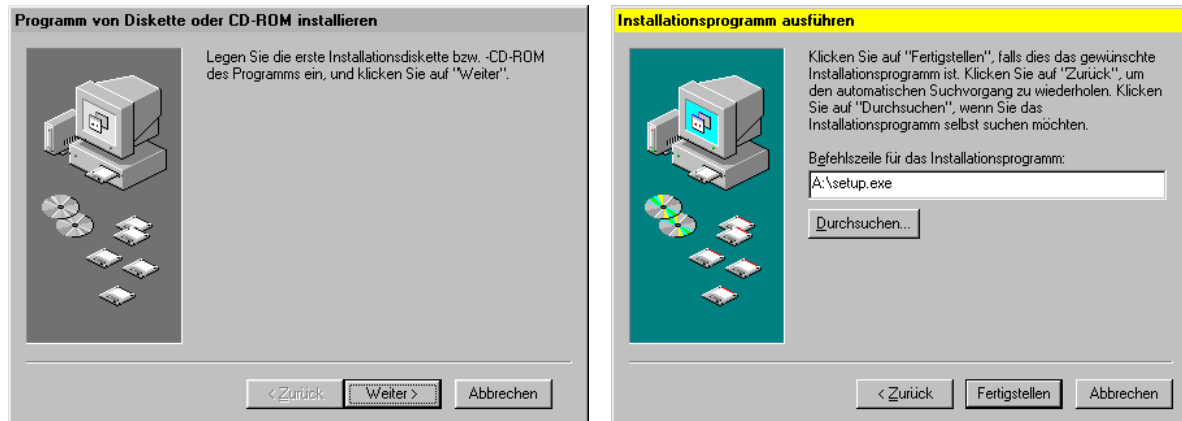 Programm von Diskette oder CD-ROM installieren
Legen Sie die erste Installationsdiskette bzw. -CD-ROM
des Programms ein, und klicken Sie auf "Weiter".
< Zurück
Weiter >
Abbrechen
Installationsprogramm ausführen
Klicken Sie auf "Fertigstellen", falls dies das gewünschte
Installationsprogramm ist. Klicken Sie auf "Zurück", um
den automatischen Suchvorgang zu wiederholen. Klicken
Sie auf "Durchsuchen", wenn Sie das
Installationsprogramm selbst suchen möchten.
Befehlszeile für das Installationsprogramm:
A:\setup.exe
Durchsuchen...
< Zurück
Fertigstellen
Abbrechen